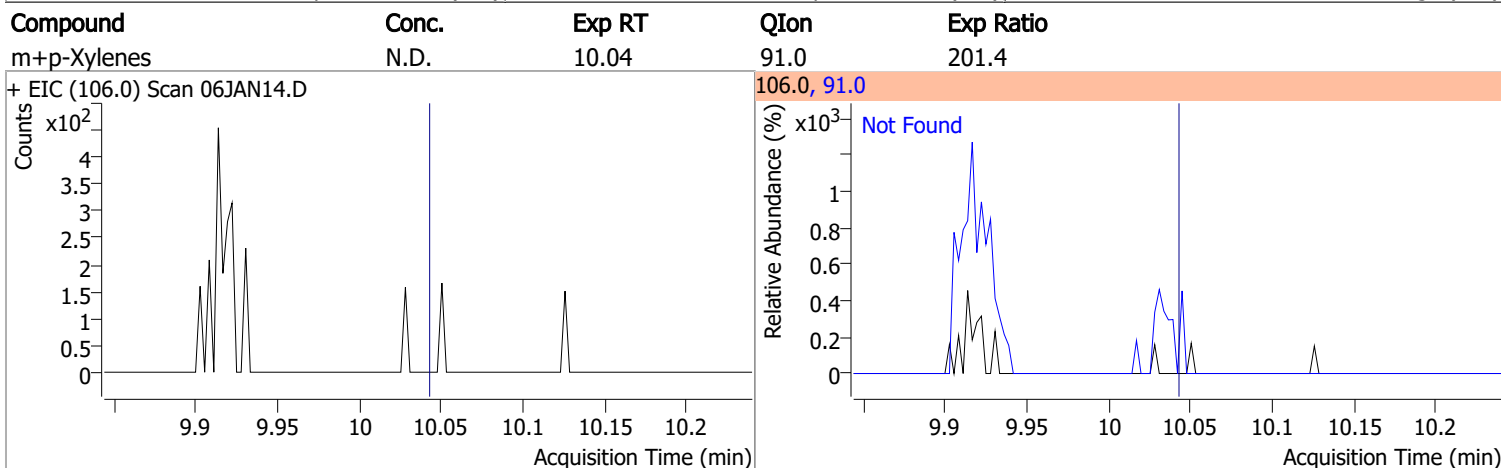 Compound Conc. Exp RT QIon Exp Ratio
m+p-Xylenes N.D. 10.04 91.0 201.4
+ EIC (106.0) Scan 06JAN14.D
Counts
x10²
4
3.5
3
2.5
2
1.5
1
0.5
0
9.9 9.95 10 10.05 10.1 10.15 10.2
Acquisition Time (min)
106.0, 91.0
Relative Abundance (%)
x10³
Not Found
1
0.8
0.6
0.4
0.2
0
9.9 9.95 10 10.05 10.1 10.15 10.2
Acquisition Time (min)